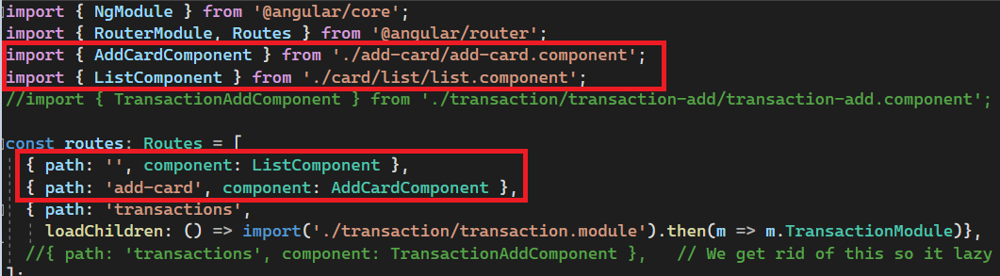 import { NgModule } from '@angular/core';
import { RouterModule, Routes } from '@angular/router';
import { AddCardComponent } from './add-card/add-card.component';
import { ListComponent } from './card/list/list.component';
//import { TransactionAddComponent } from './transaction/transaction-add/transaction-add.component';
const routes: Routes = [
{ path: '', component: ListComponent },
{ path: 'add-card', component: AddCardComponent },
{ path: 'transactions',
loadChildren: () => import('./transaction/transaction.module').then(m => m.TransactionModule)},
//{ path: 'transactions', component: TransactionAddComponent },   // We get rid of this so it lazy
];